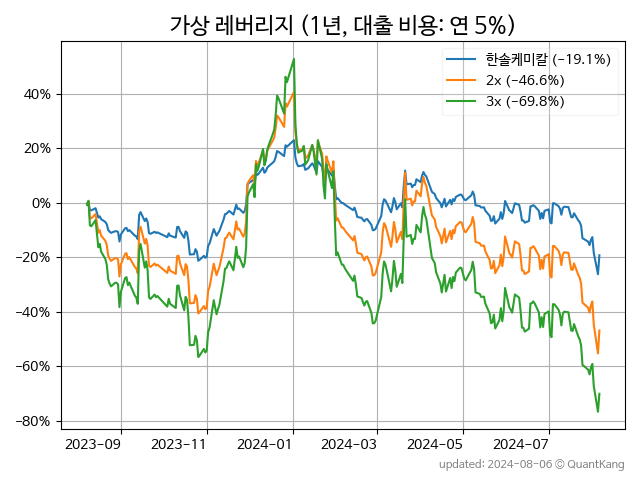 가상 레버리지 (1년, 대출 비용: 연 5%)
한솔케미칼 (−19.1%)
2x (−46.6%)
3x (−69.8%)
40%
20%
0%
−20%
−40%
−60%
−80%
2023-09 2023-11 2024-01 2024-03 2024-05 2024-07
updated: 2024-08-06 © QuantKang